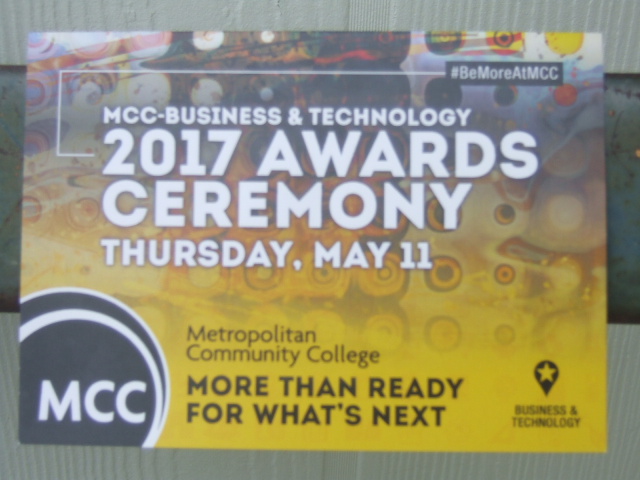 #BeMoreAtMCC
MCC-BUSINESS & TECHNOLOGY
2017 AWARDS
CEREMONY
THURSDAY, MAY 11
Metropolitan
Community College
MORE THAN READY
FOR WHAT'S NEXT
MCC
BUSINESS &
TECHNOLOGY